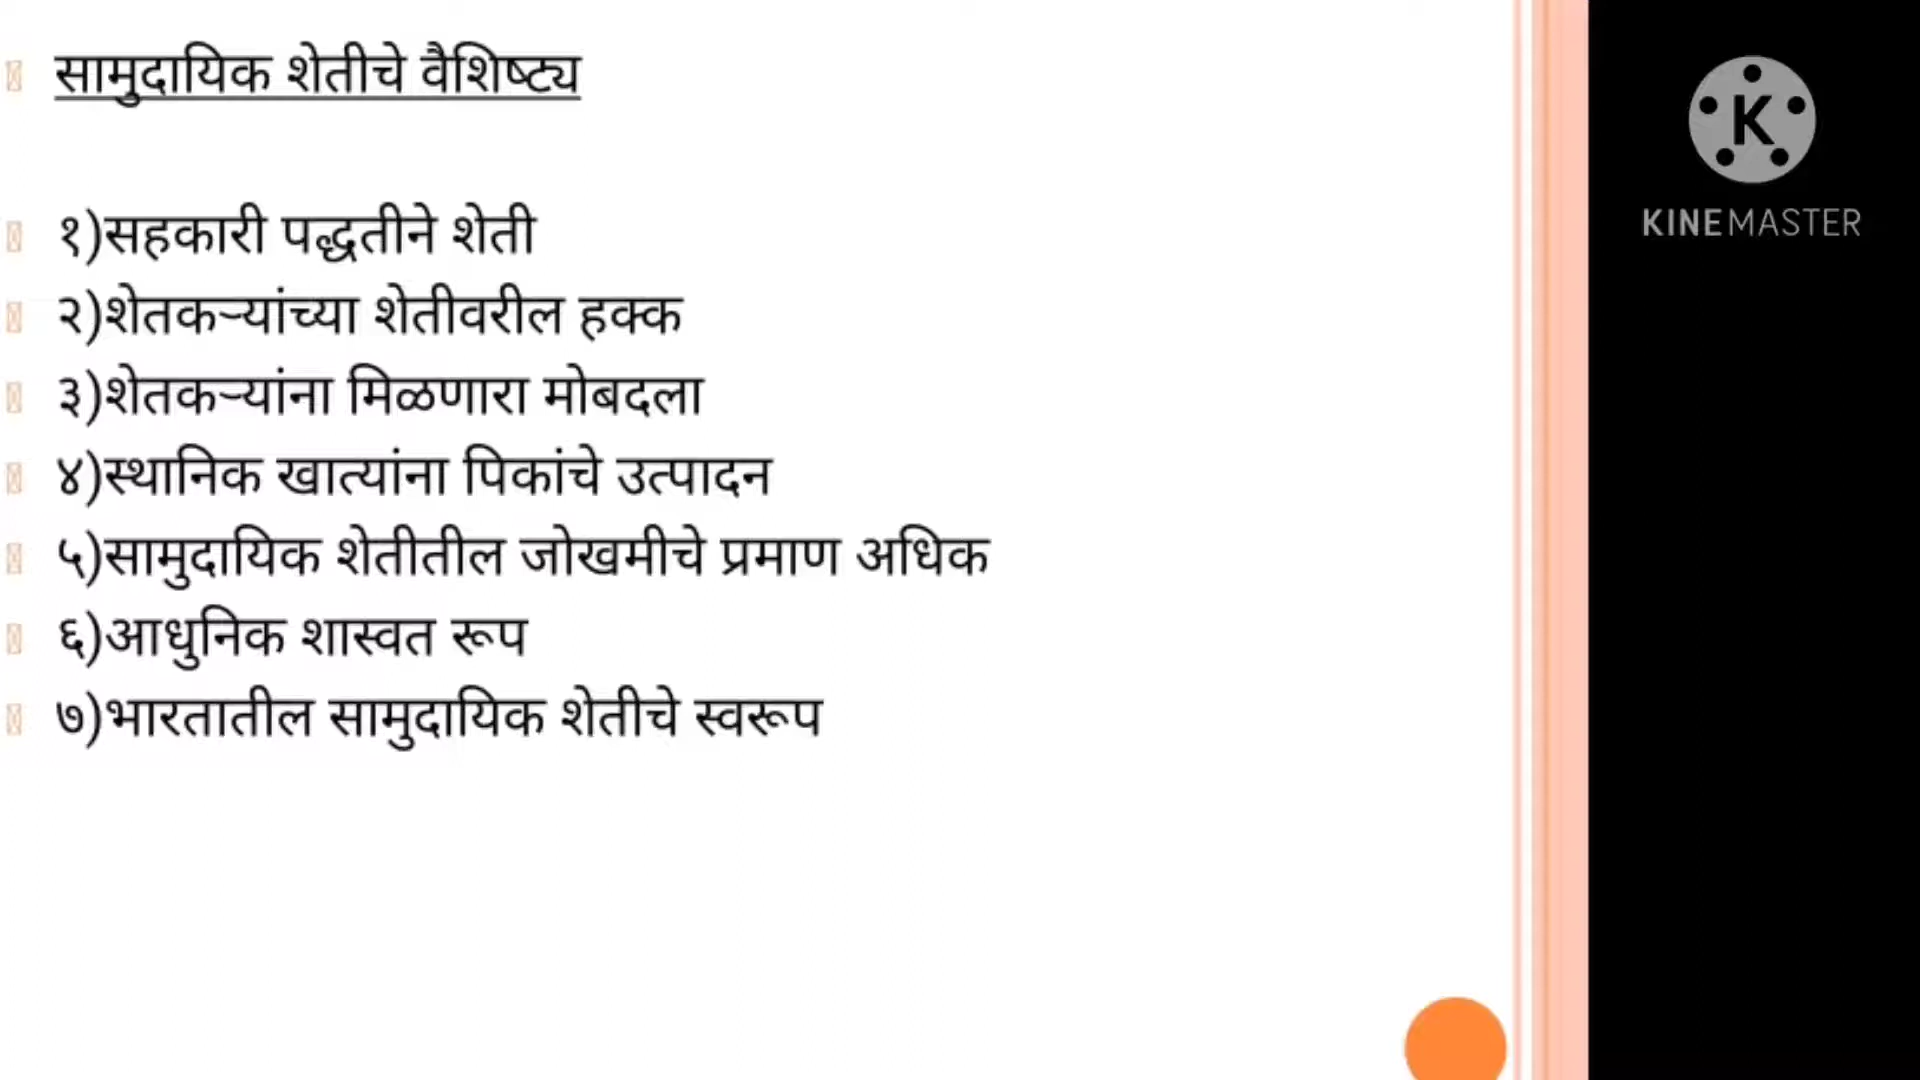 सामुदायिक शेतीचे वैशिष्ट्य
१)सहकारी पद्धतीने शेती
२)शेतकऱ्यांच्या शेतीवरील हक्क
३)शेतकऱ्यांना मिळणारा मोबदला
४)स्थानिक खात्यांना पिकांचे उत्पादन
५)सामुदायिक शेतीतील जोखमीचे प्रमाण अधिक
६)आधुनिक शास्वत रूप
७)भारतातील सामुदायिक शेतीचे स्वरूप
K
KINEMASTER